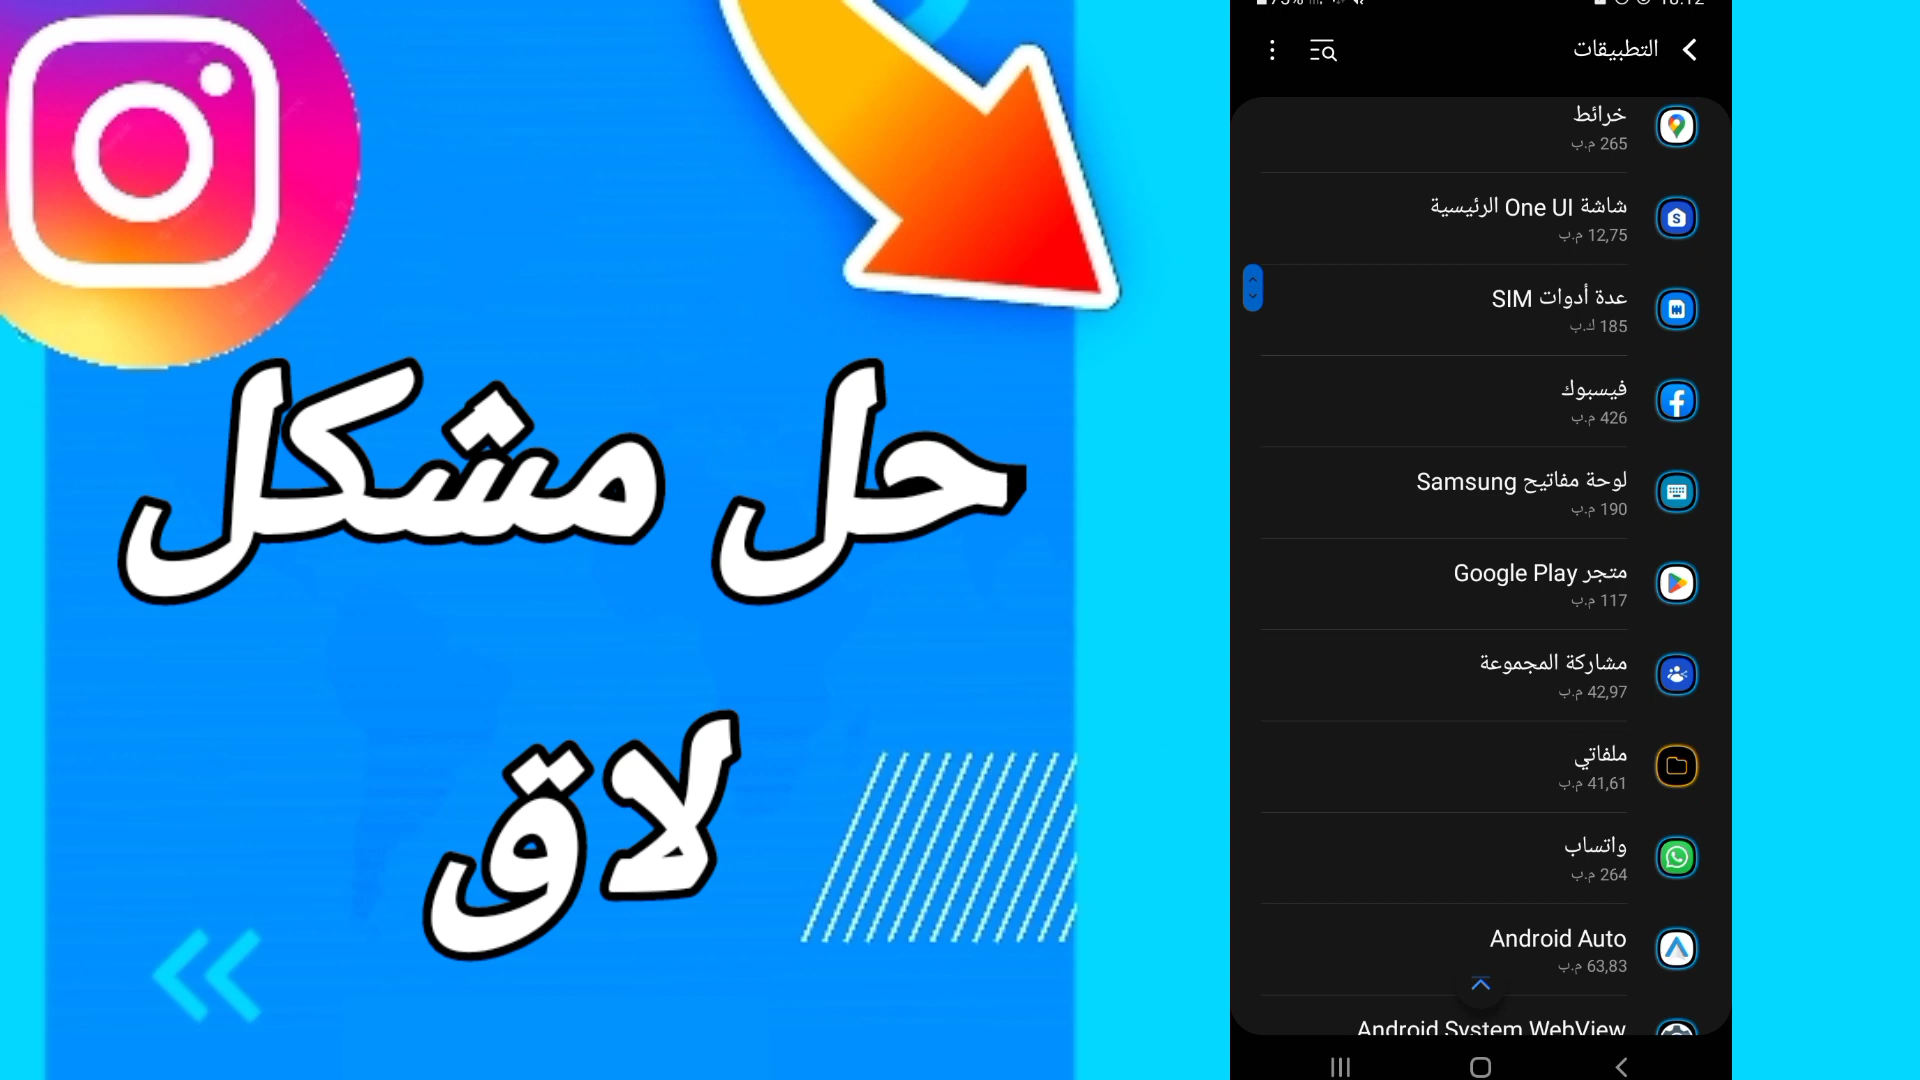 حل مشكل
لاق
التطبيقات
خرائط
265 م.ب
شاشة One UI الرئيسية
12,75 م.ب
عدة أدوات SIM
185 ك.ب
فيسبوك
426 م.ب
لوحة مفاتيح Samsung
190 م.ب
متجر Google Play
117 م.ب
مشاركة المجموعة
42,97 م.ب
ملفاتي
41,61 م.ب
واتساب
264 م.ب
Android Auto
63,83 م.ب
Android System WebView